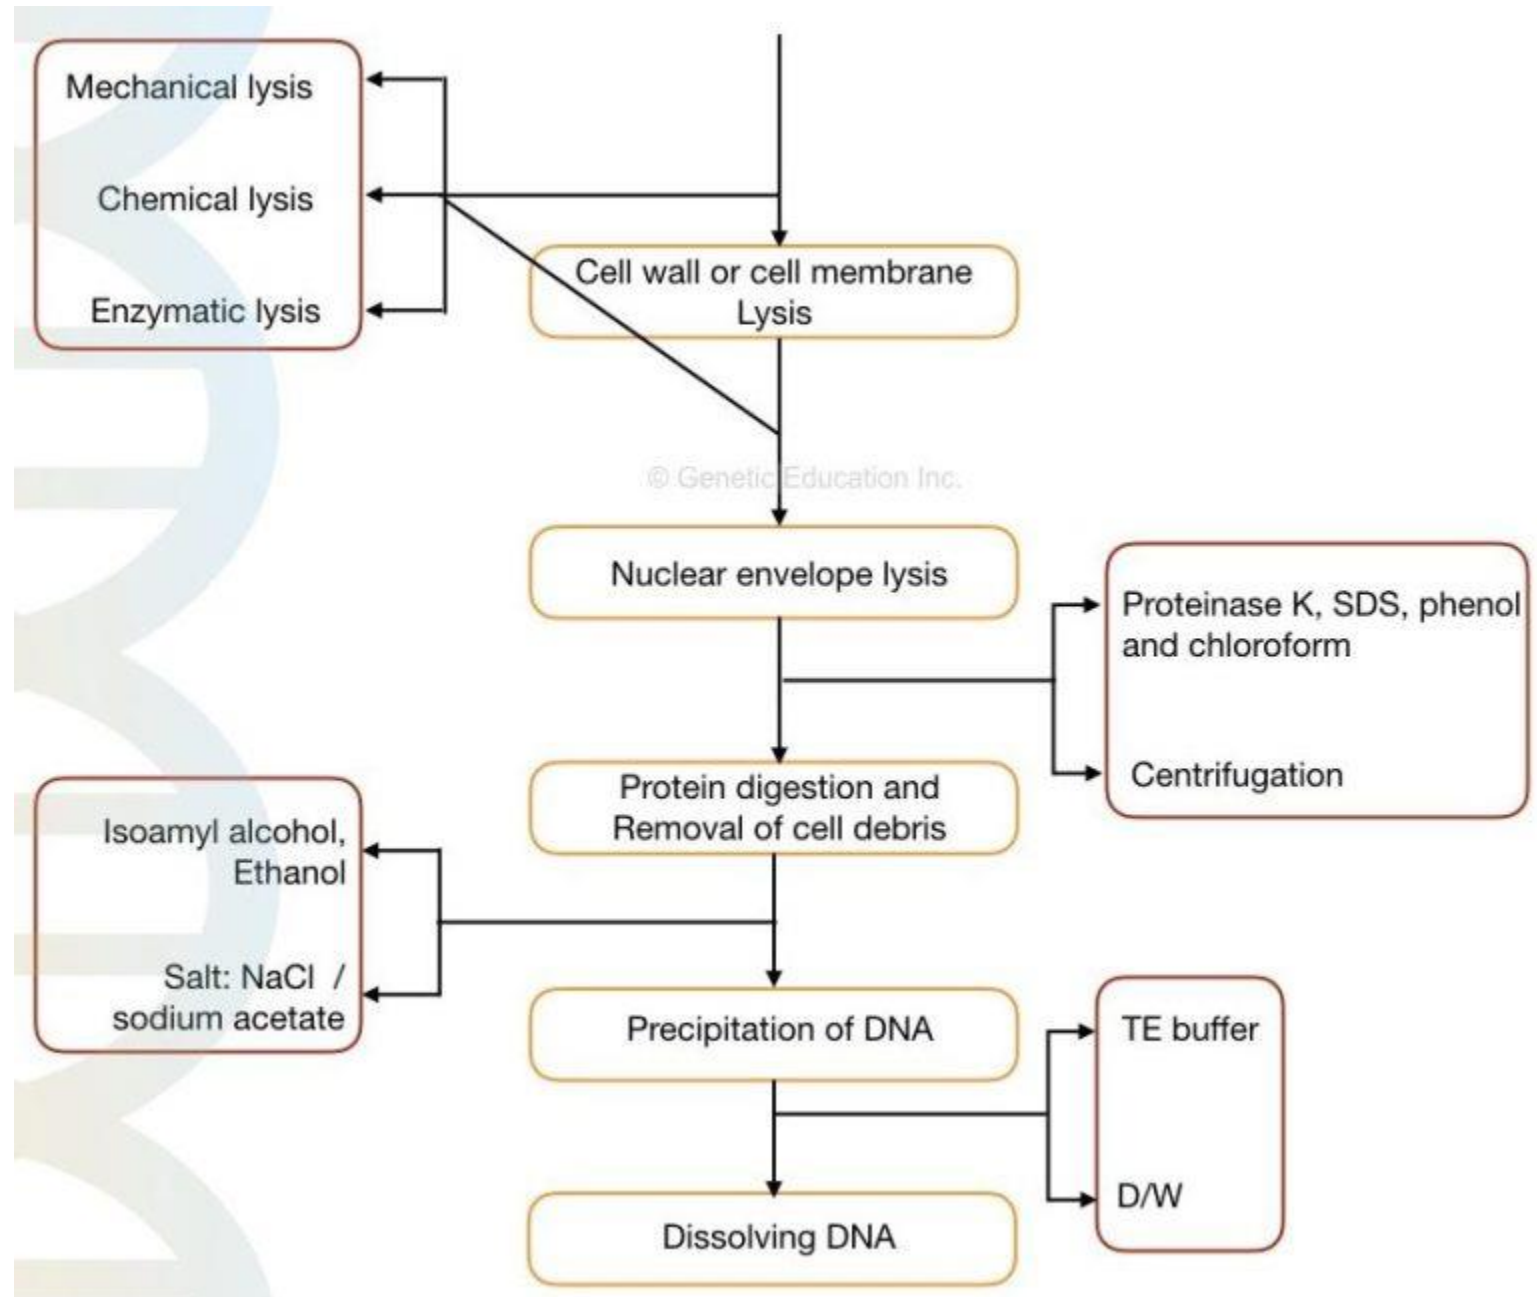 Mechanical lysis
Chemical lysis
Enzymatic lysis
Cell wall or cell membrane
Lysis
© Genetic Education Inc.
Nuclear envelope lysis
Proteinase K, SDS, phenol
and chloroform
Centrifugation
Protein digestion and
Removal of cell debris
Isoamyl alcohol,
Ethanol
Salt: NaCl /
sodium acetate
Precipitation of DNA
TE buffer
D/W
Dissolving DNA